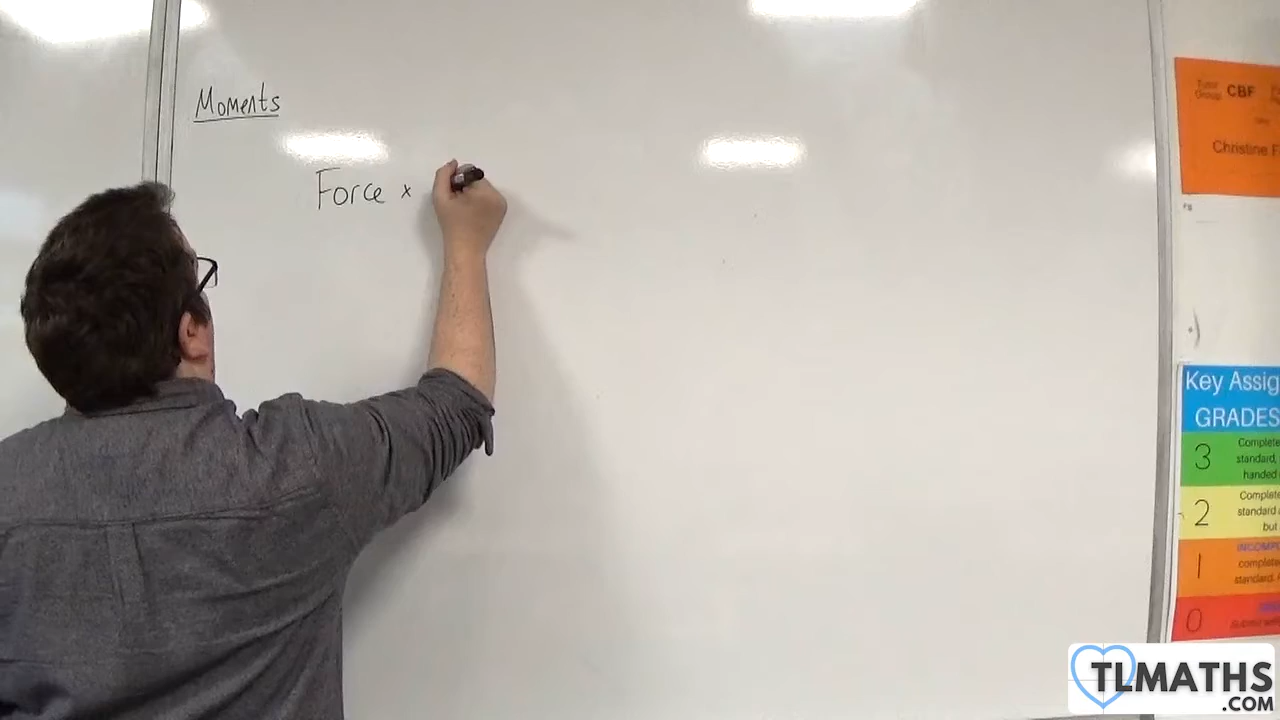 Moments
Force ×
CBF
Christine F
Key Assig
GRADES
3
Complete
standard,
handed
2
Complete
standard
but
1
complete
standard.
0
TLMATHS
.COM